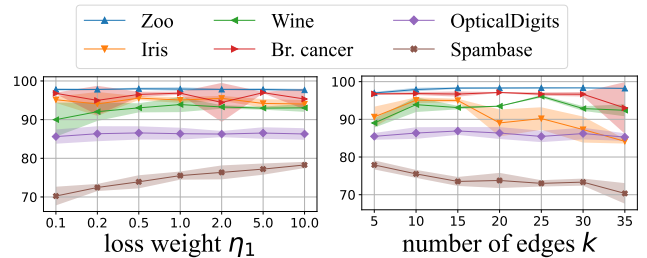 Zoo Wine OpticalDigits
Iris Br. cancer Spambase
100 100
90 90
80 80
70 70
0.1 0.2 0.5 1.0 2.0 5.0 10.0 5 10 15 20 25 30 35
loss weight η₁ number of edges k